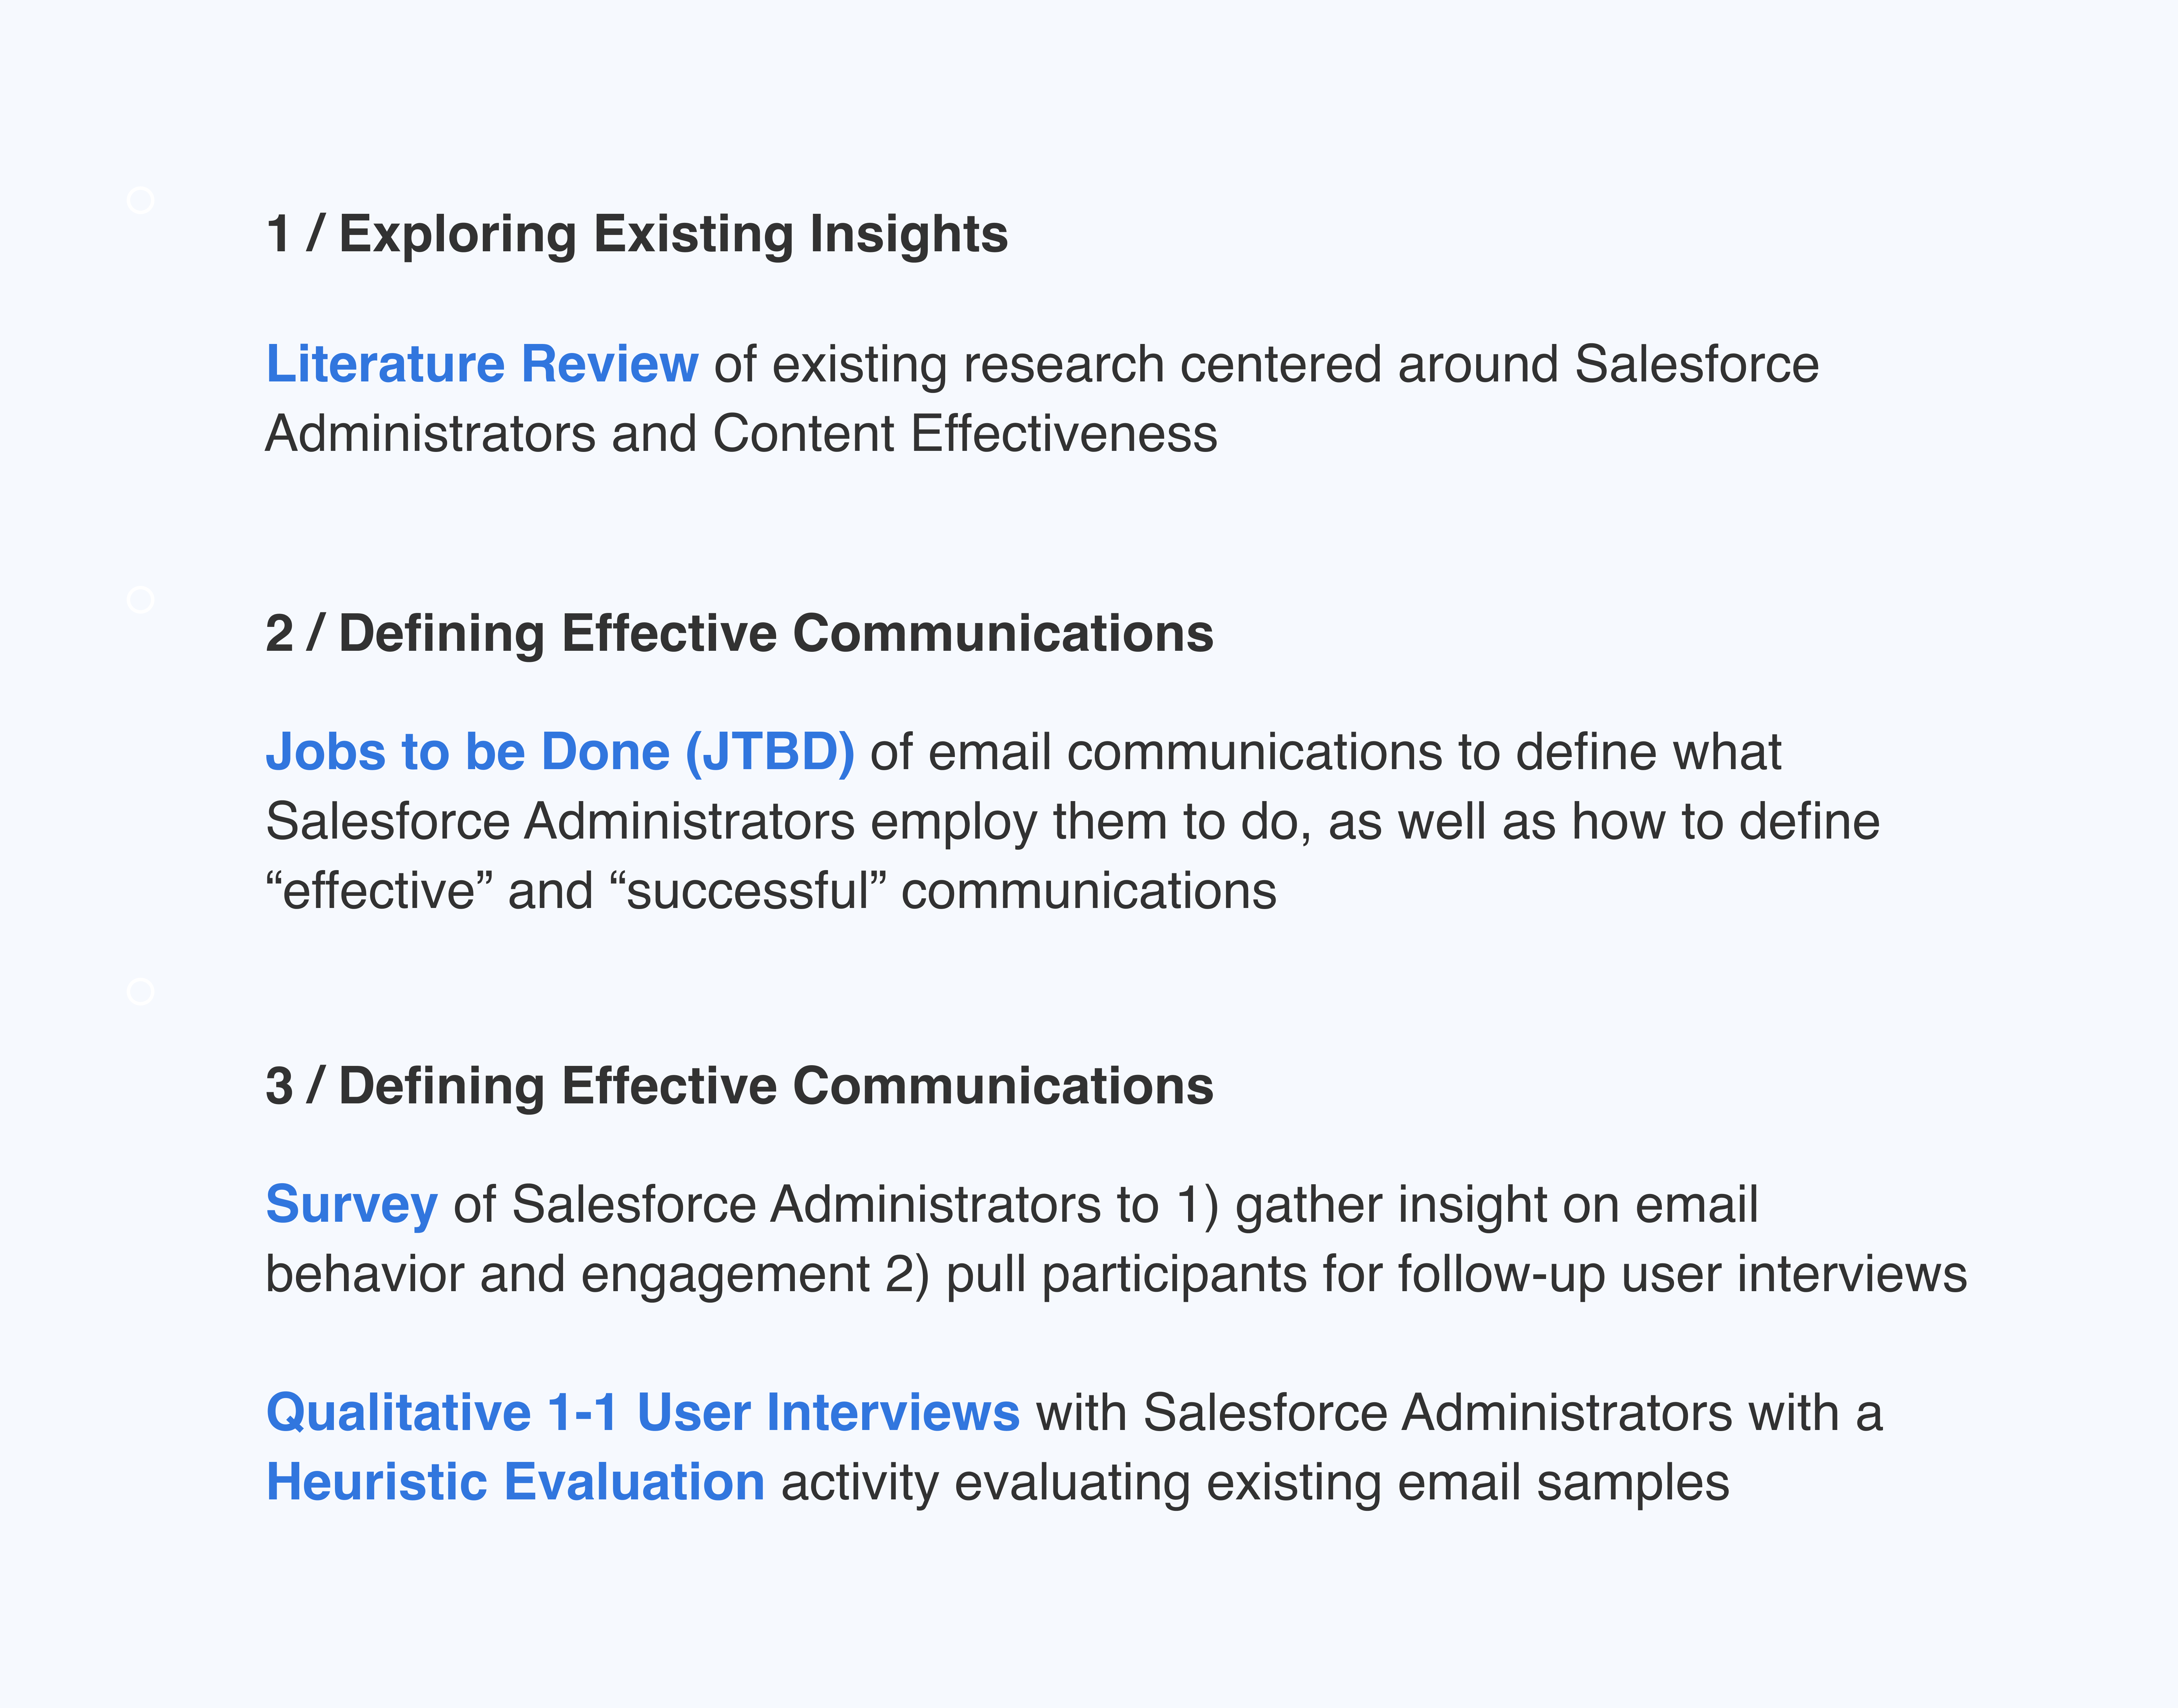 1 / Exploring Existing Insights
Literature Review of existing research centered around Salesforce
Administrators and Content Effectiveness
2 / Defining Effective Communications
Jobs to be Done (JTBD) of email communications to define what
Salesforce Administrators employ them to do, as well as how to define
“effective” and “successful” communications
3 / Defining Effective Communications
Survey of Salesforce Administrators to 1) gather insight on email
behavior and engagement 2) pull participants for follow-up user interviews
Qualitative 1-1 User Interviews with Salesforce Administrators with a
Heuristic Evaluation activity evaluating existing email samples